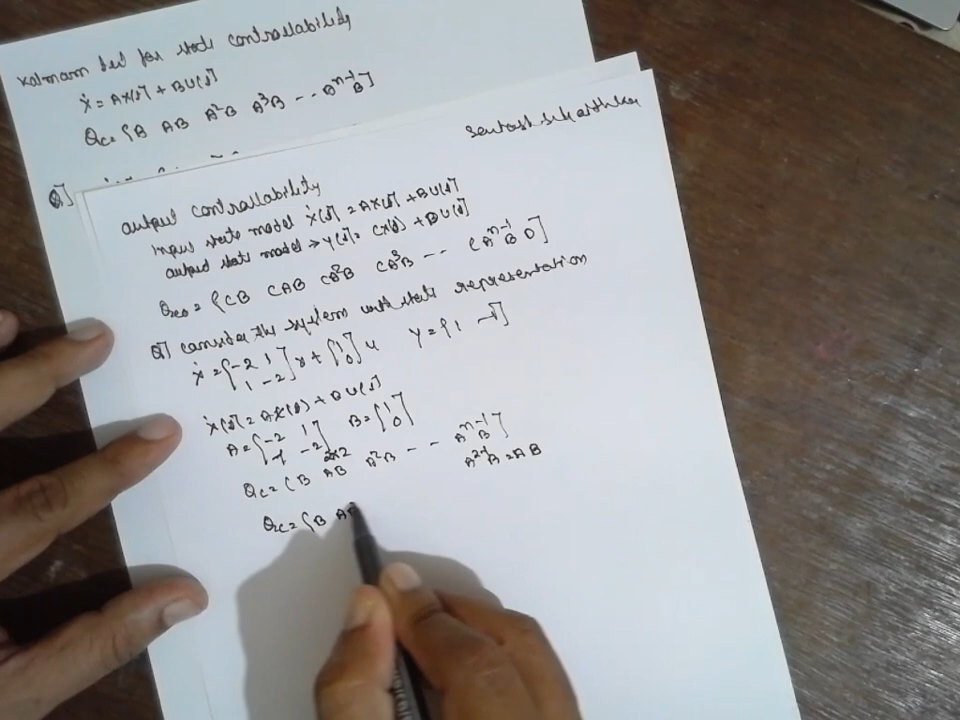 Kalmann test for state controllability
ẋ = AX(s) + BU(s)
Qc = [B AB A²B A³B -- Aⁿ⁻¹B]
Q]
output controllability
Input state model Ẋ(s) = AX(s) + BU(s)
output state model → Y(s) = CX(s) + DU(s)
Qco = [CB CAB CA²B CA³B -- CAⁿ⁻¹B D]
Q] consider the system with state representation
ẋ = [-2 1; 1 -2] x + [1; 0] u Y = [1 -1]
Ẋ(s) = AX(s) + BU(s)
A = [-2 1; 1 -2] 2x2 B = [1; 0]
Qc = [B AB A²B -- Aⁿ⁻¹B]
A²⁻¹B = AB
Qc = [B AB